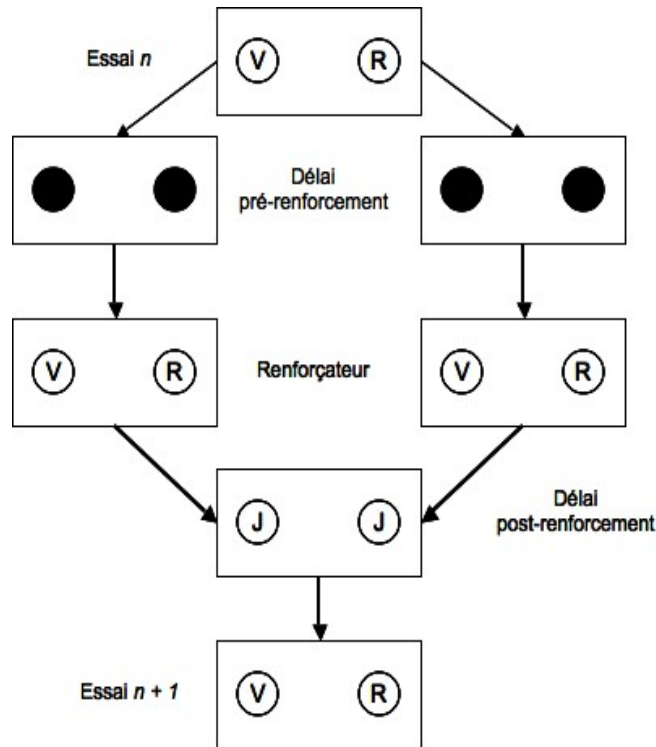 Essai n
V R
Délai
pré-renforcement
V R
Renforçateur
V R
J J
Délai
post-renforcement
Essai n + 1
V R